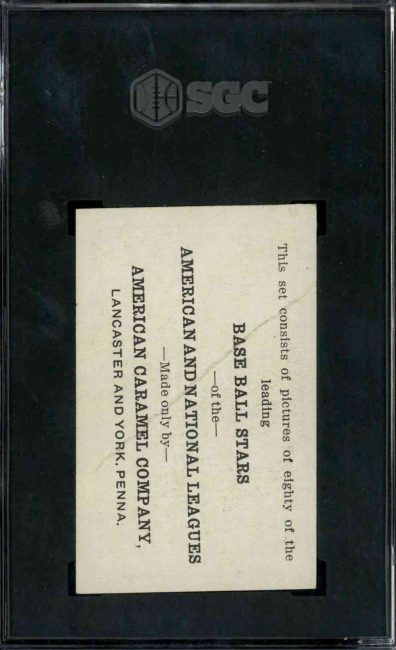 SGC
This set consists of pictures of eighty of the
leading
BASE BALL STARS
—of the—
AMERICAN AND NATIONAL LEAGUES
—Made only by—
AMERICAN CARAMEL COMPANY,
LANCASTER AND YORK, PENNA.